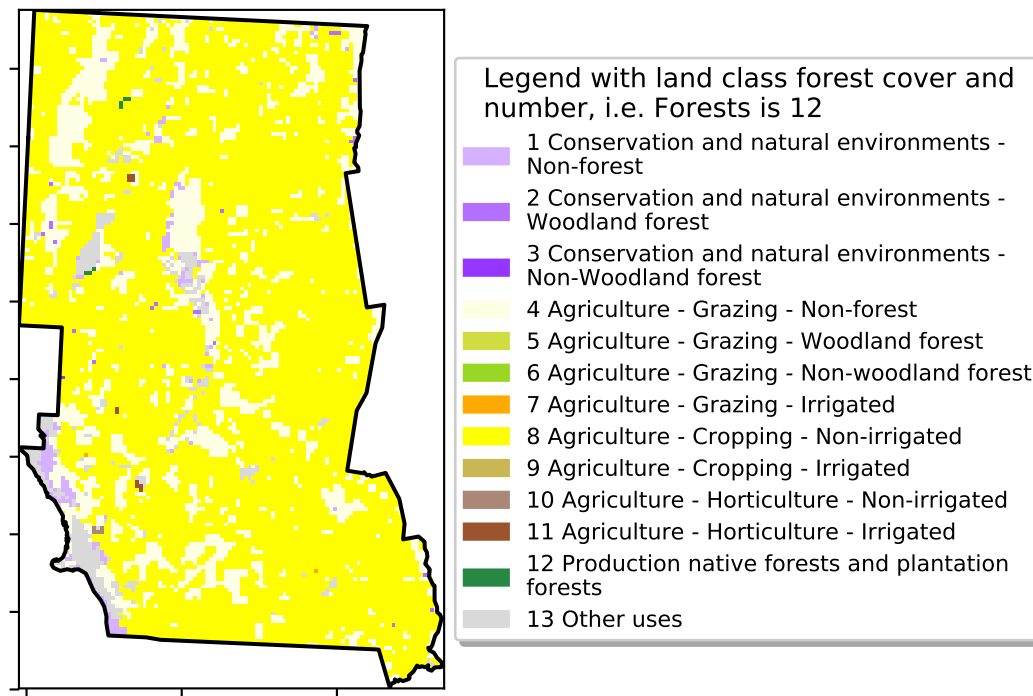 Legend with land class forest cover and
number, i.e. Forests is 12
1 Conservation and natural environments -
Non-forest
2 Conservation and natural environments -
Woodland forest
3 Conservation and natural environments -
Non-Woodland forest
4 Agriculture - Grazing - Non-forest
5 Agriculture - Grazing - Woodland forest
6 Agriculture - Grazing - Non-woodland forest
7 Agriculture - Grazing - Irrigated
8 Agriculture - Cropping - Non-irrigated
9 Agriculture - Cropping - Irrigated
10 Agriculture - Horticulture - Non-irrigated
11 Agriculture - Horticulture - Irrigated
12 Production native forests and plantation
forests
13 Other uses